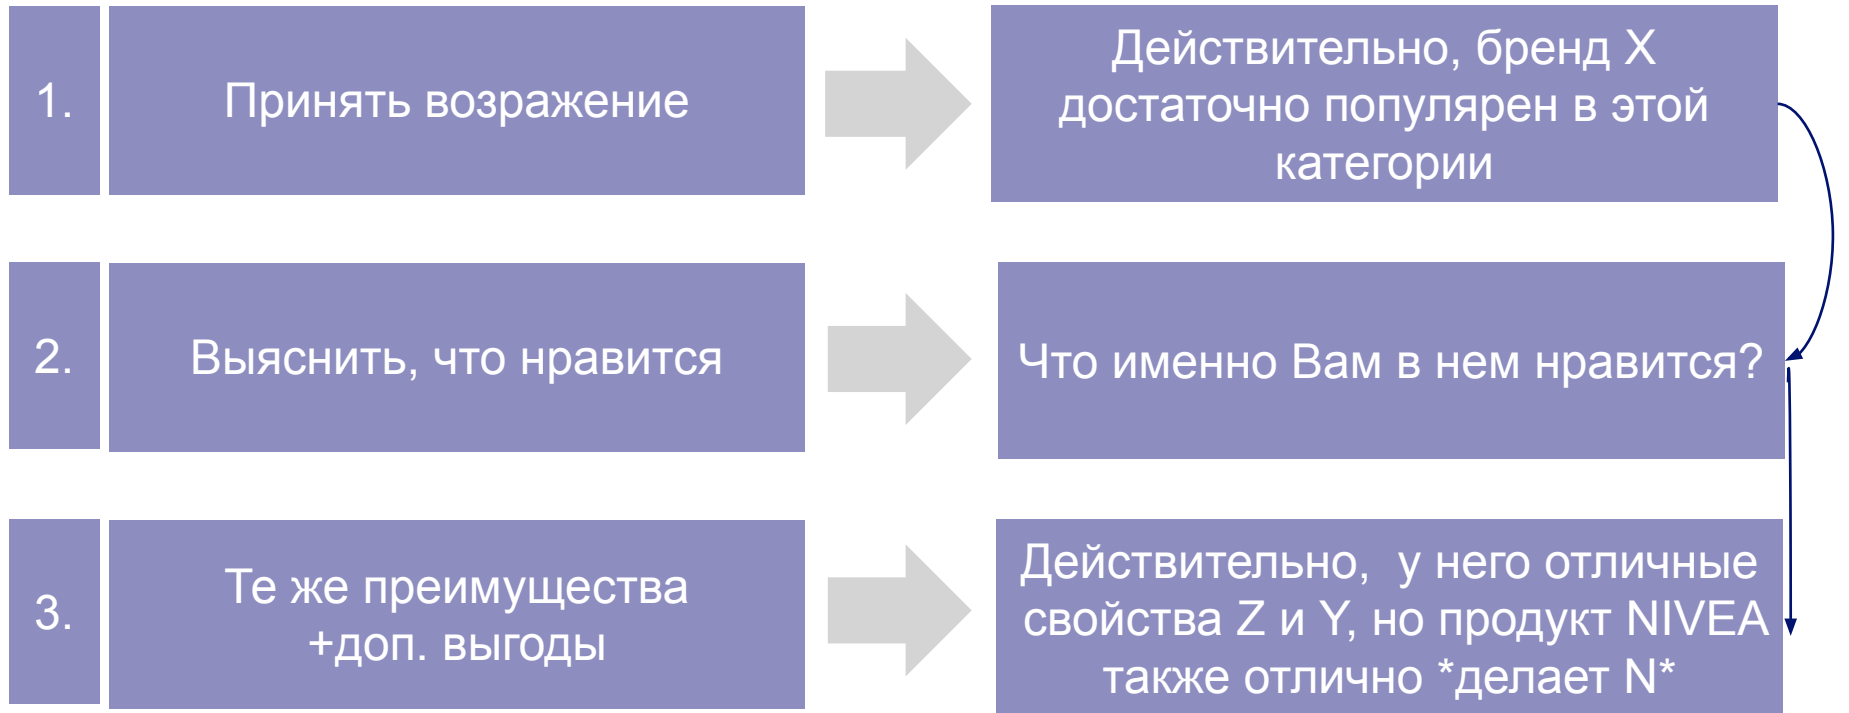 1.
Принять возражение
Действительно, бренд X
достаточно популярен в этой
категории
2.
Выяснить, что нравится
Что именно Вам в нем нравится?
3.
Те же преимущества
+доп. выгоды
Действительно,  у него отличные
свойства Z и Y, но продукт NIVEA
также отлично *делает N*